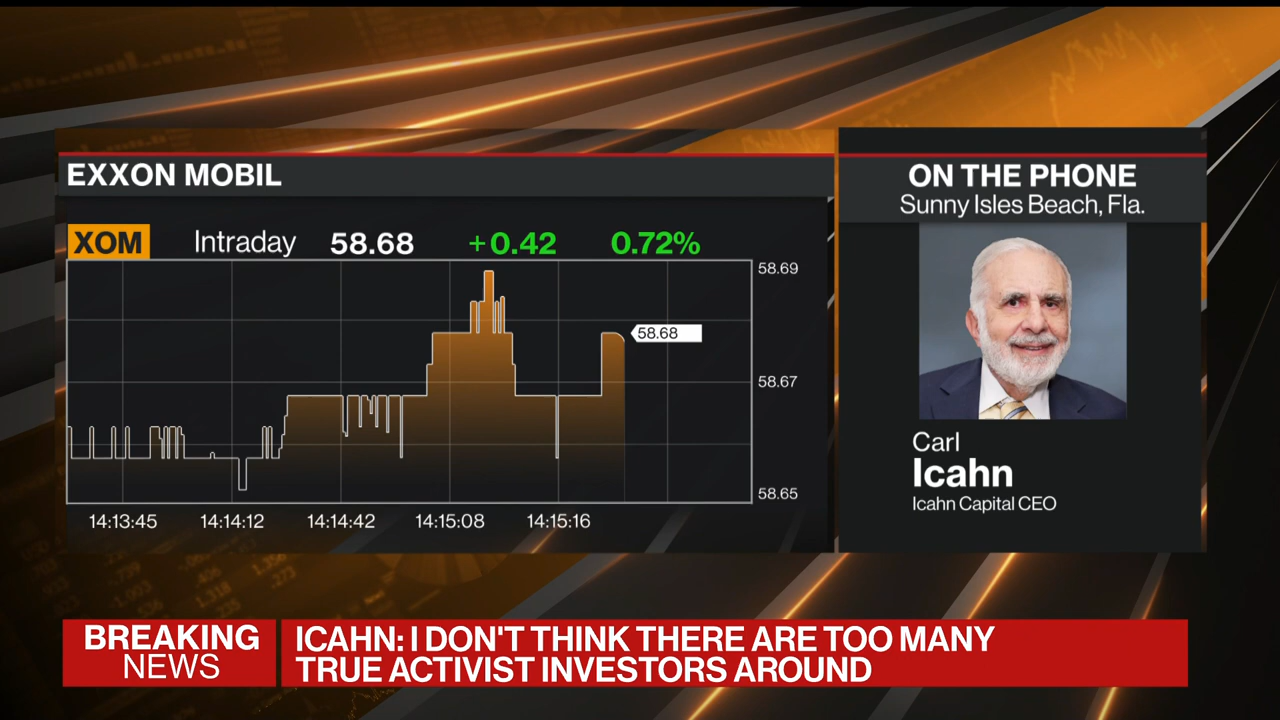 EXXON MOBIL
XOM Intraday 58.68 +0.42 0.72%
58.69
58.68
58.67
58.65
14:13:45 14:14:12 14:14:42 14:15:08 14:15:16
ON THE PHONE
Sunny Isles Beach, Fla.
Carl
Icahn
Icahn Capital CEO
BREAKING
NEWS
ICAHN: I DON'T THINK THERE ARE TOO MANY
TRUE ACTIVIST INVESTORS AROUND